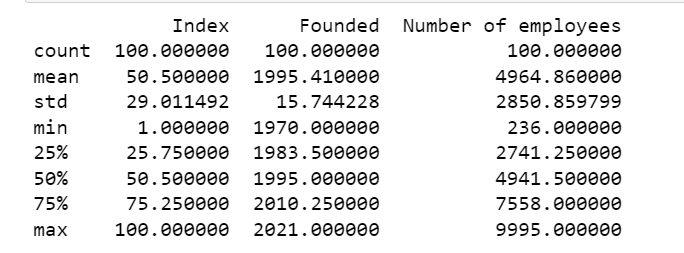 Index Founded Number of employees
count 100.000000 100.000000 100.000000
mean 50.500000 1995.410000 4964.860000
std 29.011492 15.744228 2850.859799
min 1.000000 1970.000000 236.000000
25% 25.750000 1983.500000 2741.250000
50% 50.500000 1995.000000 4941.500000
75% 75.250000 2010.250000 7558.000000
max 100.000000 2021.000000 9995.000000